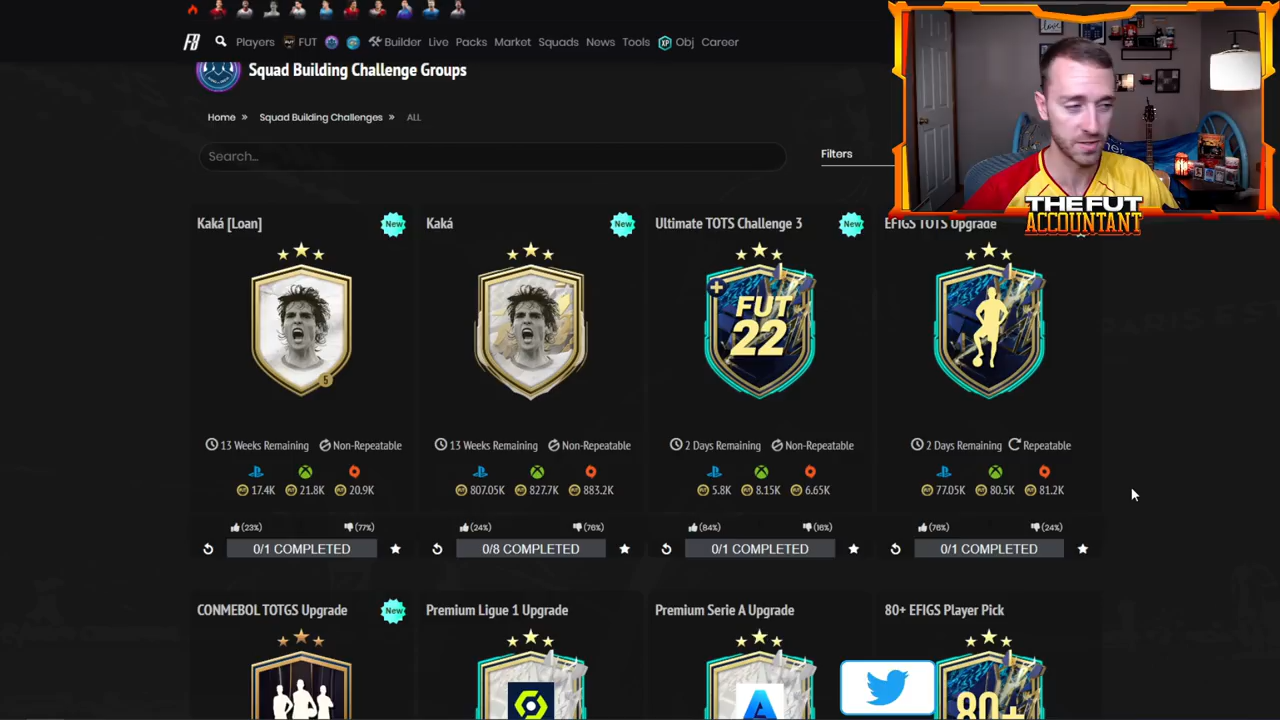 F8 Players FUT Builder Live Packs Market Squads News Tools XP Obj Career
Squad Building Challenge Groups
Home » Squad Building Challenges » ALL
Search...
Filters
THE FUT
ACCOUNTANT
Kaká [Loan] New
Kaká New
Ultimate TOTS Challenge 3 New
EFIGS TOTS Upgrade
5
FUT
22
13 Weeks Remaining Non-Repeatable
13 Weeks Remaining Non-Repeatable
2 Days Remaining Non-Repeatable
2 Days Remaining Repeatable
17.4K 21.8K 20.9K
807.05K 827.7K 883.2K
5.8K 8.15K 6.65K
77.05K 80.5K 81.2K
(23%) (77%)
(24%) (76%)
(84%) (16%)
(76%) (24%)
0/1 COMPLETED
0/8 COMPLETED
0/1 COMPLETED
0/1 COMPLETED
CONMEBOL TOTGS Upgrade New
Premium Ligue 1 Upgrade
Premium Serie A Upgrade
80+ EFIGS Player Pick
80+